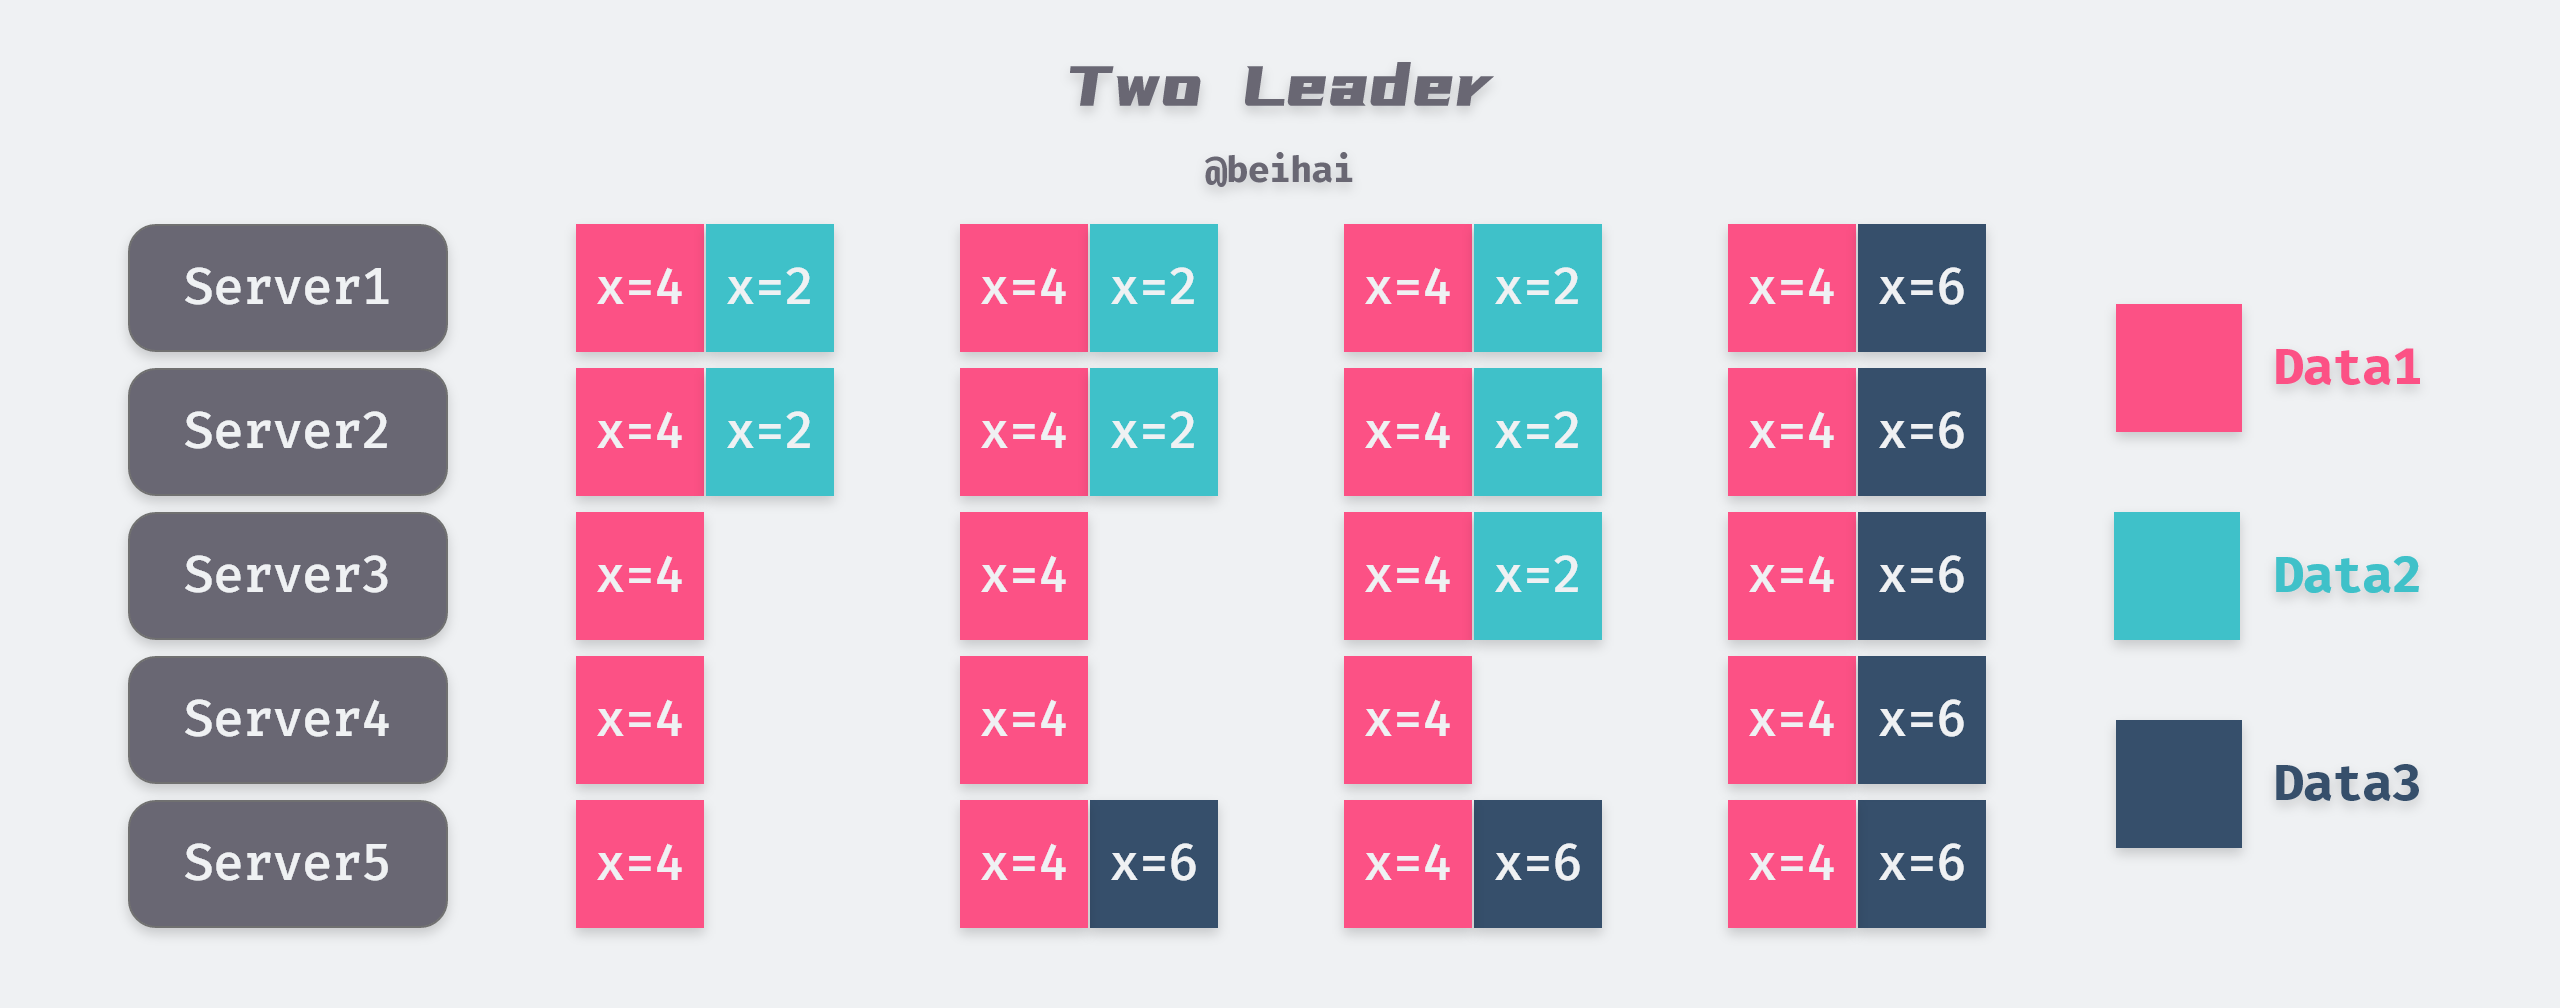 Two Leader
@beihai
Server1 x=4 x=2 x=4 x=2 x=4 x=2 x=4 x=6
Server2 x=4 x=2 x=4 x=2 x=4 x=2 x=4 x=6
Server3 x=4 x=4 x=4 x=2 x=4 x=6
Server4 x=4 x=4 x=4 x=4 x=6
Server5 x=4 x=4 x=6 x=4 x=6 x=4 x=6
Data1
Data2
Data3